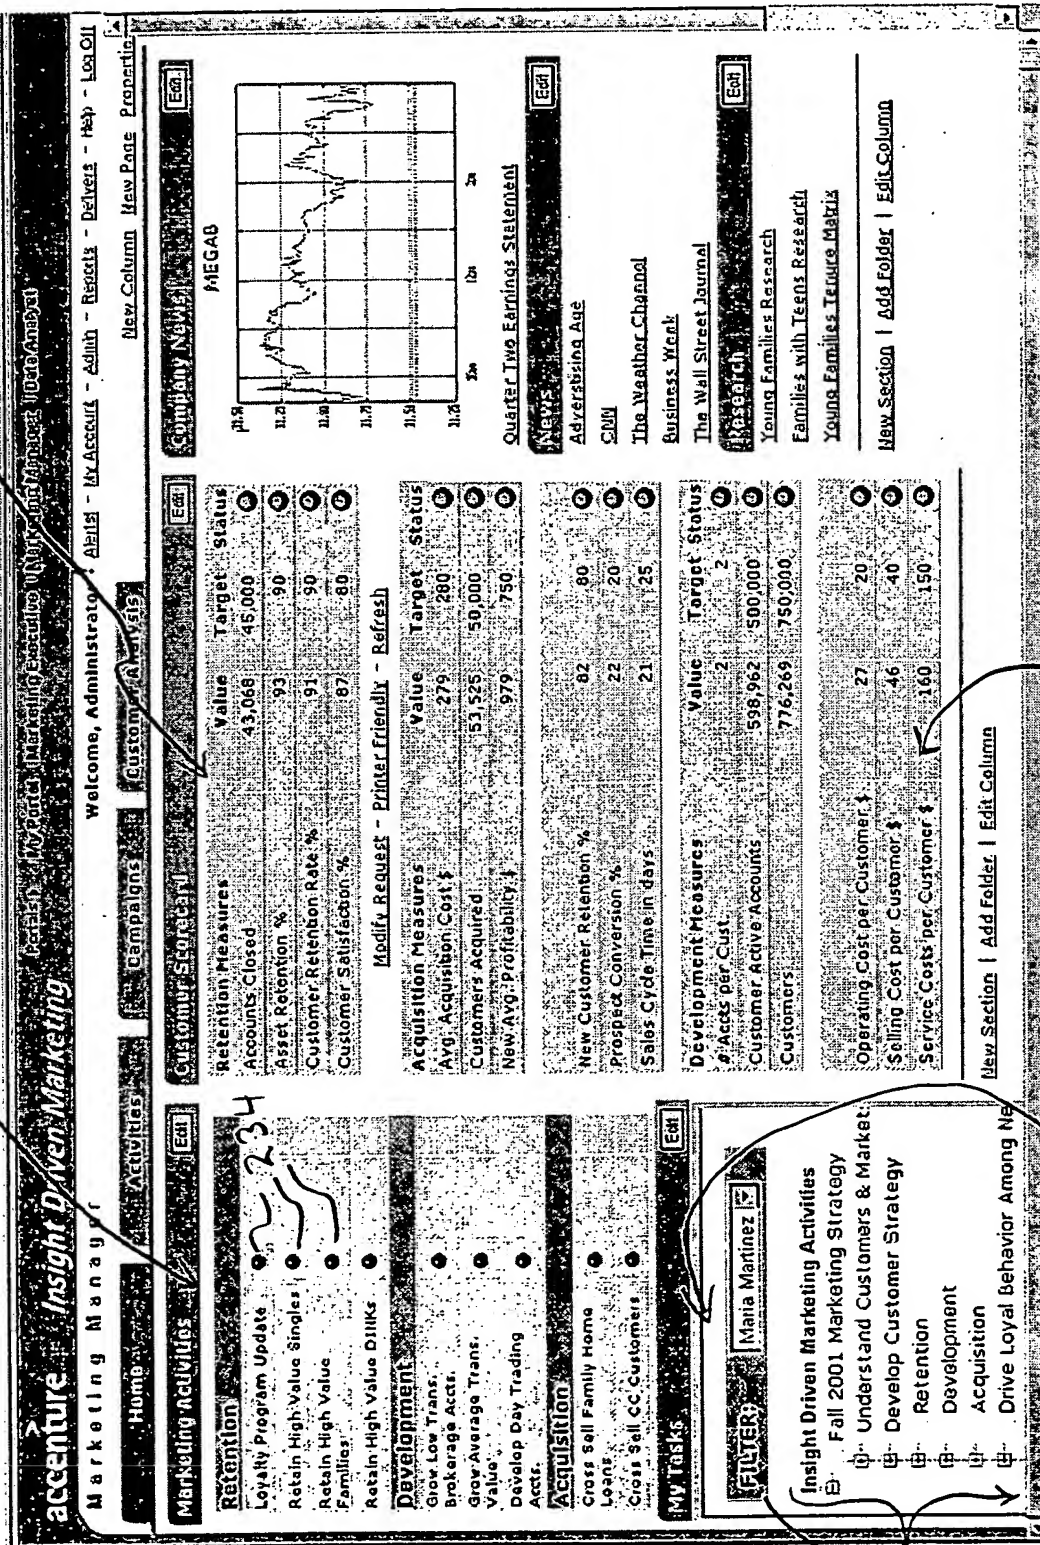 accenture Insight Driven Marketing
Portals: My Portal | Marketing Executive | Marketing Manager | Data Analyst
Marketing Manager
Welcome, Administrator!
Alerts! - My Account - Admin - Reports - Delivers - Help - Log Off
Home
Activities
Campaigns
Customer Analysis
New Column New Page Propertie
Marketing Activities
Edit
Retention
Loyalty Program Update
234
Retain High Value Singles
Retain High Value
Families
Retain High Value DINKs
Development
Grow Low Trans.
Brokerage Accts.
Grow Average Trans.
Value
Develop Day Trading
Accts.
Acquisition
Cross Sell Family Home
Loans
Cross Sell CC Customers
My Tasks
Edit
FILTER:
Maria Martinez
Insight Driven Marketing Activities
Fall 2001 Marketing Strategy
Understand Customers & Market
Develop Customer Strategy
Retention
Development
Acquisition
Drive Loyal Behavior Among Ne
Customer Scorecard
Edit
Retention Measures Value Target Status
Accounts Closed 43,068 45,000
Asset Retention % 93 90
Customer Retention Rate % 91 90
Customer Satisfaction % 87 80
Modify Request - Printer Friendly - Refresh
Acquisition Measures Value Target Status
Avg. Acquisition Cost $ 279 280
Customers Acquired 53,525 50,000
New Avg. Profitability $ 979 750
New Customer Retention % 82 80
Prospect Conversion % 22 20
Sales Cycle Time in days 21 25
Development Measures Value Target Status
# Accts per Cust 2 2
Customer Active Accounts 598,962 500,000
Customers 776,269 750,000
Operating Cost per Customer $ 27 20
Selling Cost per Customer $ 46 40
Service Costs per Customer $ 160 150
New Section | Add Folder | Edit Column
Company News
Edit
MEGAB
Quarter Two Earnings Statement
News
Edit
Adverstising Age
CNN
The Weather Channel
Business Week
The Wall Street Journal
Research
Edit
Young Families Research
Families with Teens Research
Young Families Tenure Matrix
New Section | Add Folder | Edit Column